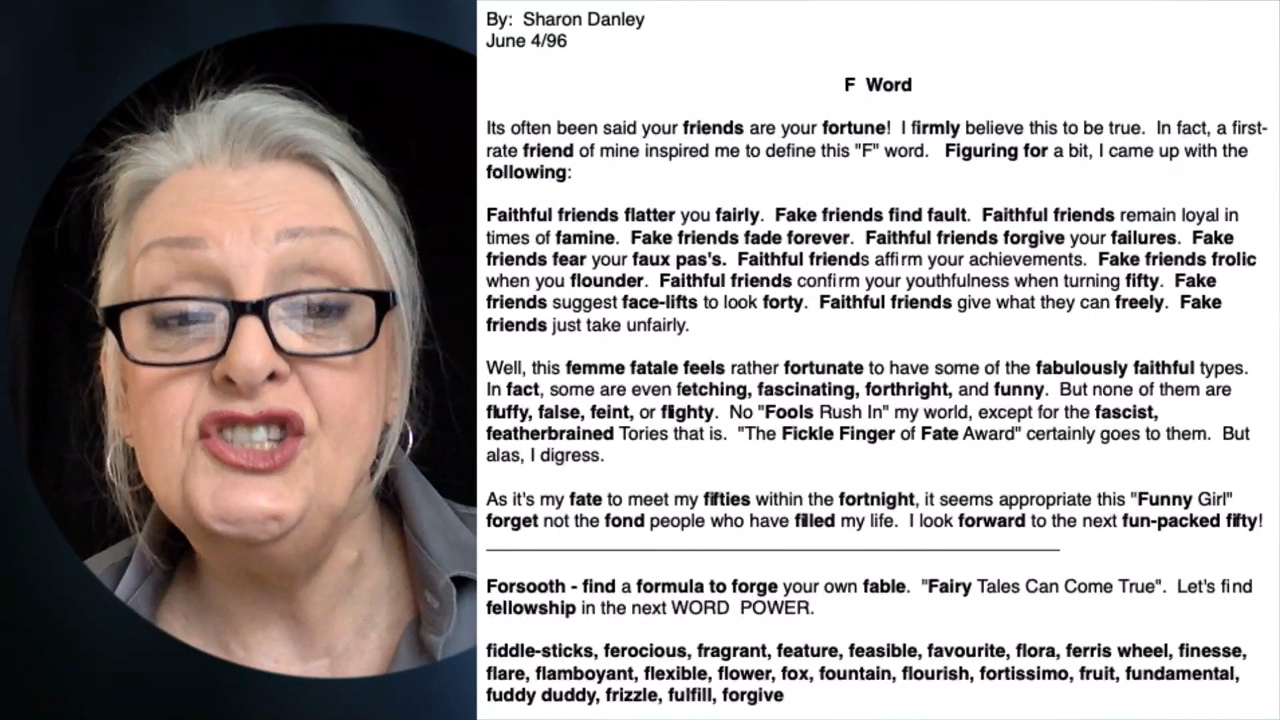 By:  Sharon Danley
June 4/96
F  Word
Its often been said your friends are your fortune!  I firmly believe this to be true.  In fact, a first-
rate friend of mine inspired me to define this "F" word.   Figuring for a bit, I came up with the
following:
Faithful friends flatter you fairly.  Fake friends find fault.  Faithful friends remain loyal in
times of famine.  Fake friends fade forever.  Faithful friends forgive your failures.  Fake
friends fear your faux pas's.  Faithful friends affirm your achievements.  Fake friends frolic
when you flounder.  Faithful friends confirm your youthfulness when turning fifty.  Fake
friends suggest face-lifts to look forty.  Faithful friends give what they can freely.  Fake
friends just take unfairly.
Well, this femme fatale feels rather fortunate to have some of the fabulously faithful types.
In fact, some are even fetching, fascinating, forthright, and funny.  But none of them are
fluffy, false, feint, or flighty.  No "Fools Rush In" my world, except for the fascist,
featherbrained Tories that is.  "The Fickle Finger of Fate Award" certainly goes to them.  But
alas, I digress.
As it's my fate to meet my fifties within the fortnight, it seems appropriate this "Funny Girl"
forget not the fond people who have filled my life.  I look forward to the next fun-packed fifty!
Forsooth - find a formula to forge your own fable.  "Fairy Tales Can Come True".  Let's find
fellowship in the next WORD  POWER.
fiddle-sticks, ferocious, fragrant, feature, feasible, favourite, flora, ferris wheel, finesse,
flare, flamboyant, flexible, flower, fox, fountain, flourish, fortissimo, fruit, fundamental,
fuddy duddy, frizzle, fulfill, forgive